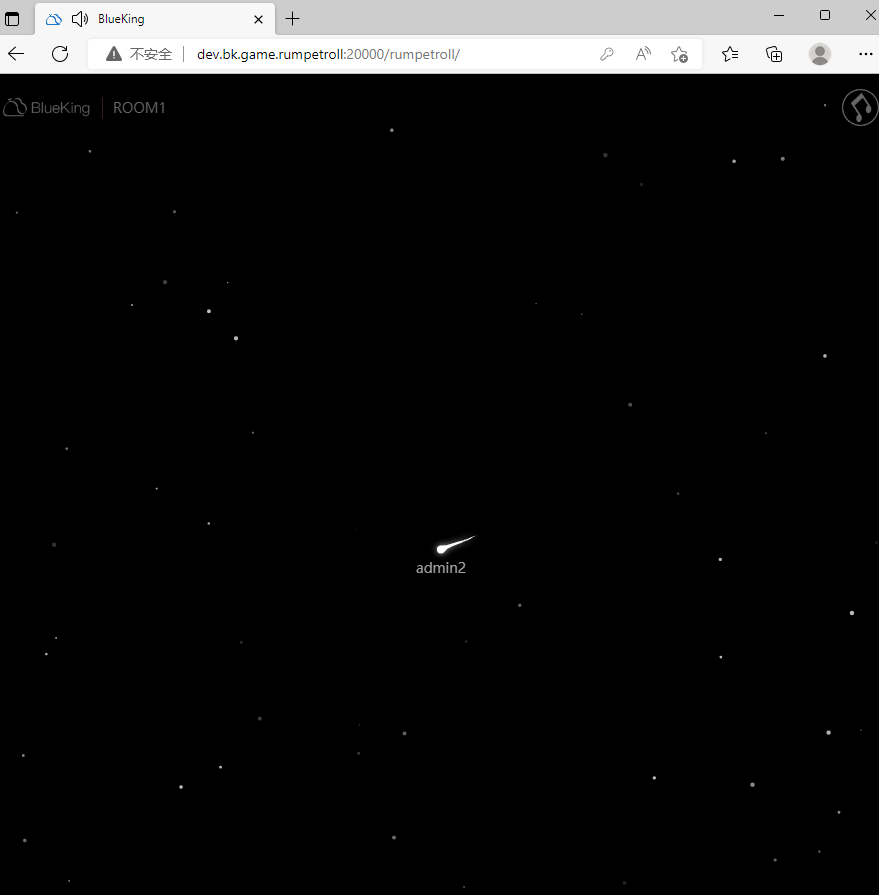 BlueKing
不安全 dev.bk.game.rumpetroll:20000/rumpetroll/
BlueKing ROOM1
admin2